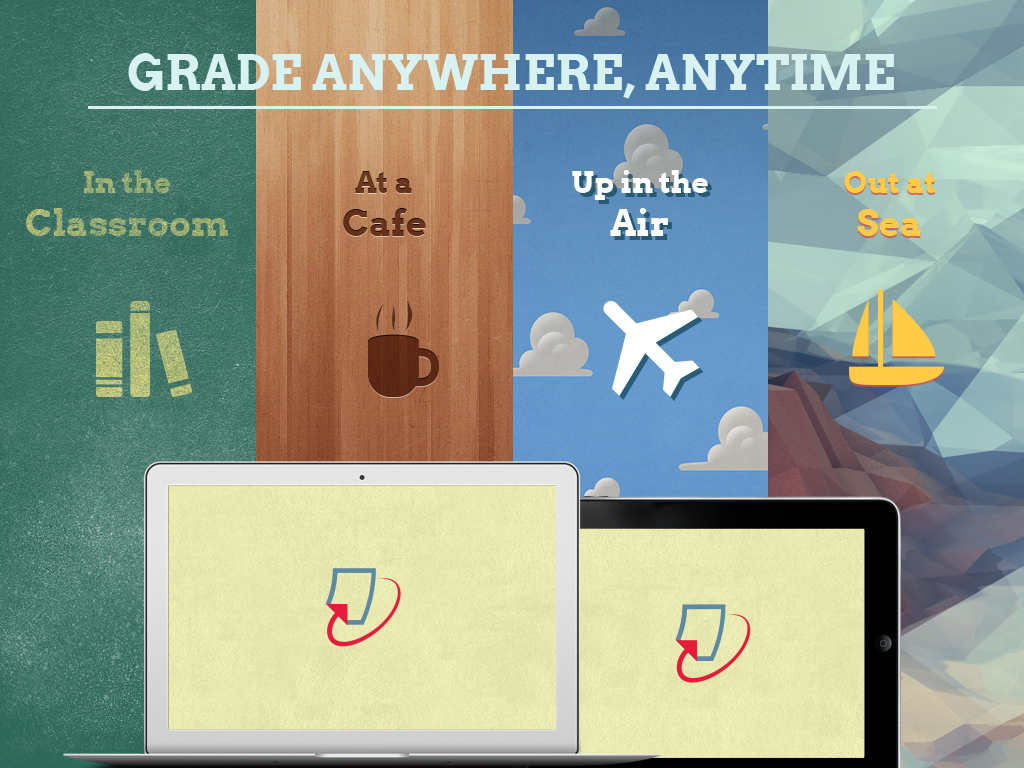 GRADE ANYWHERE, ANYTIME
In the
Classroom
At a
Cafe
Up in the
Air
Out at
Sea